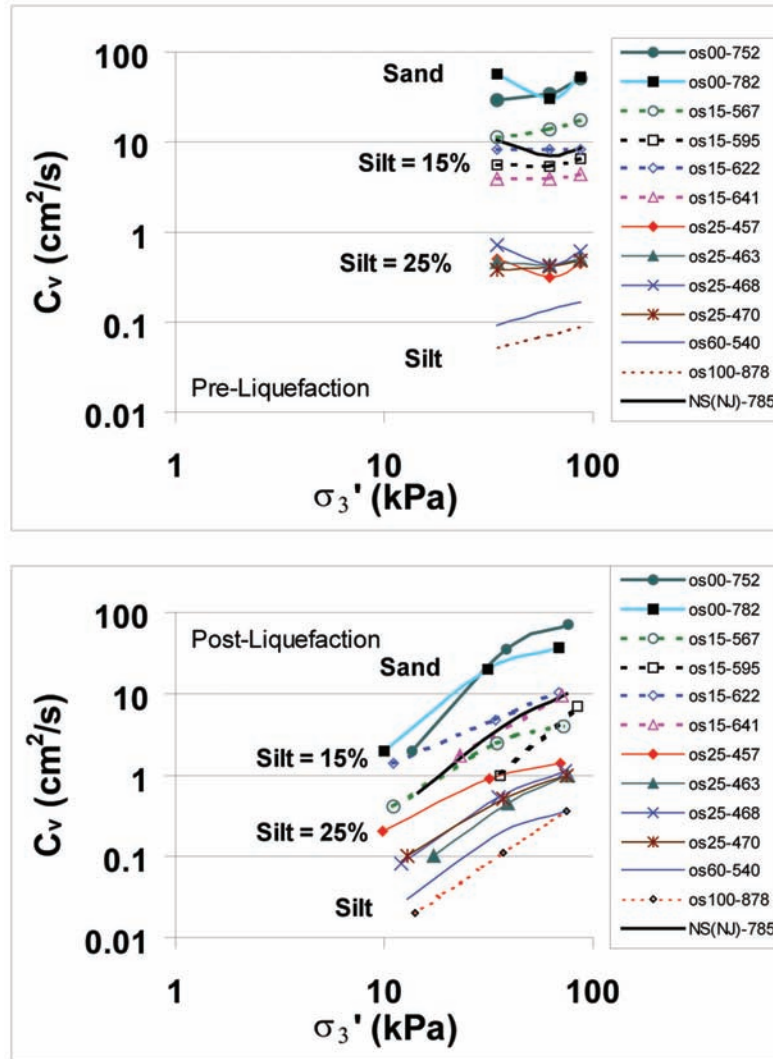 100
10
1
0.1
0.01
Cv (cm²/s)
Sand
Silt = 15%
Silt = 25%
Silt
Pre-Liquefaction
1 10 100
σ₃' (kPa)
os00-752
os00-782
os15-567
os15-595
os15-622
os15-641
os25-457
os25-463
os25-468
os25-470
os60-540
os100-878
NS(NJ)-785
100
10
1
0.1
0.01
Cv (cm²/s)
Post-Liquefaction
Sand
Silt = 15%
Silt = 25%
Silt
1 10 100
σ₃' (kPa)
os00-752
os00-782
os15-567
os15-595
os15-622
os15-641
os25-457
os25-463
os25-468
os25-470
os60-540
os100-878
NS(NJ)-785